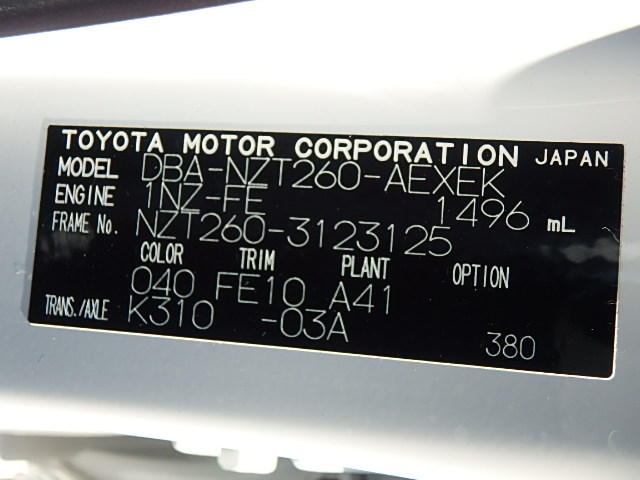 TOYOTA MOTOR CORPORATION JAPAN
MODEL DBA-NZT260-AEXEK
ENGINE 1NZ-FE 1496 mL
FRAME No. NZT260-3123125
COLOR TRIM PLANT OPTION
040 FE10 A41
TRANS./AXLE K310 -03A
380